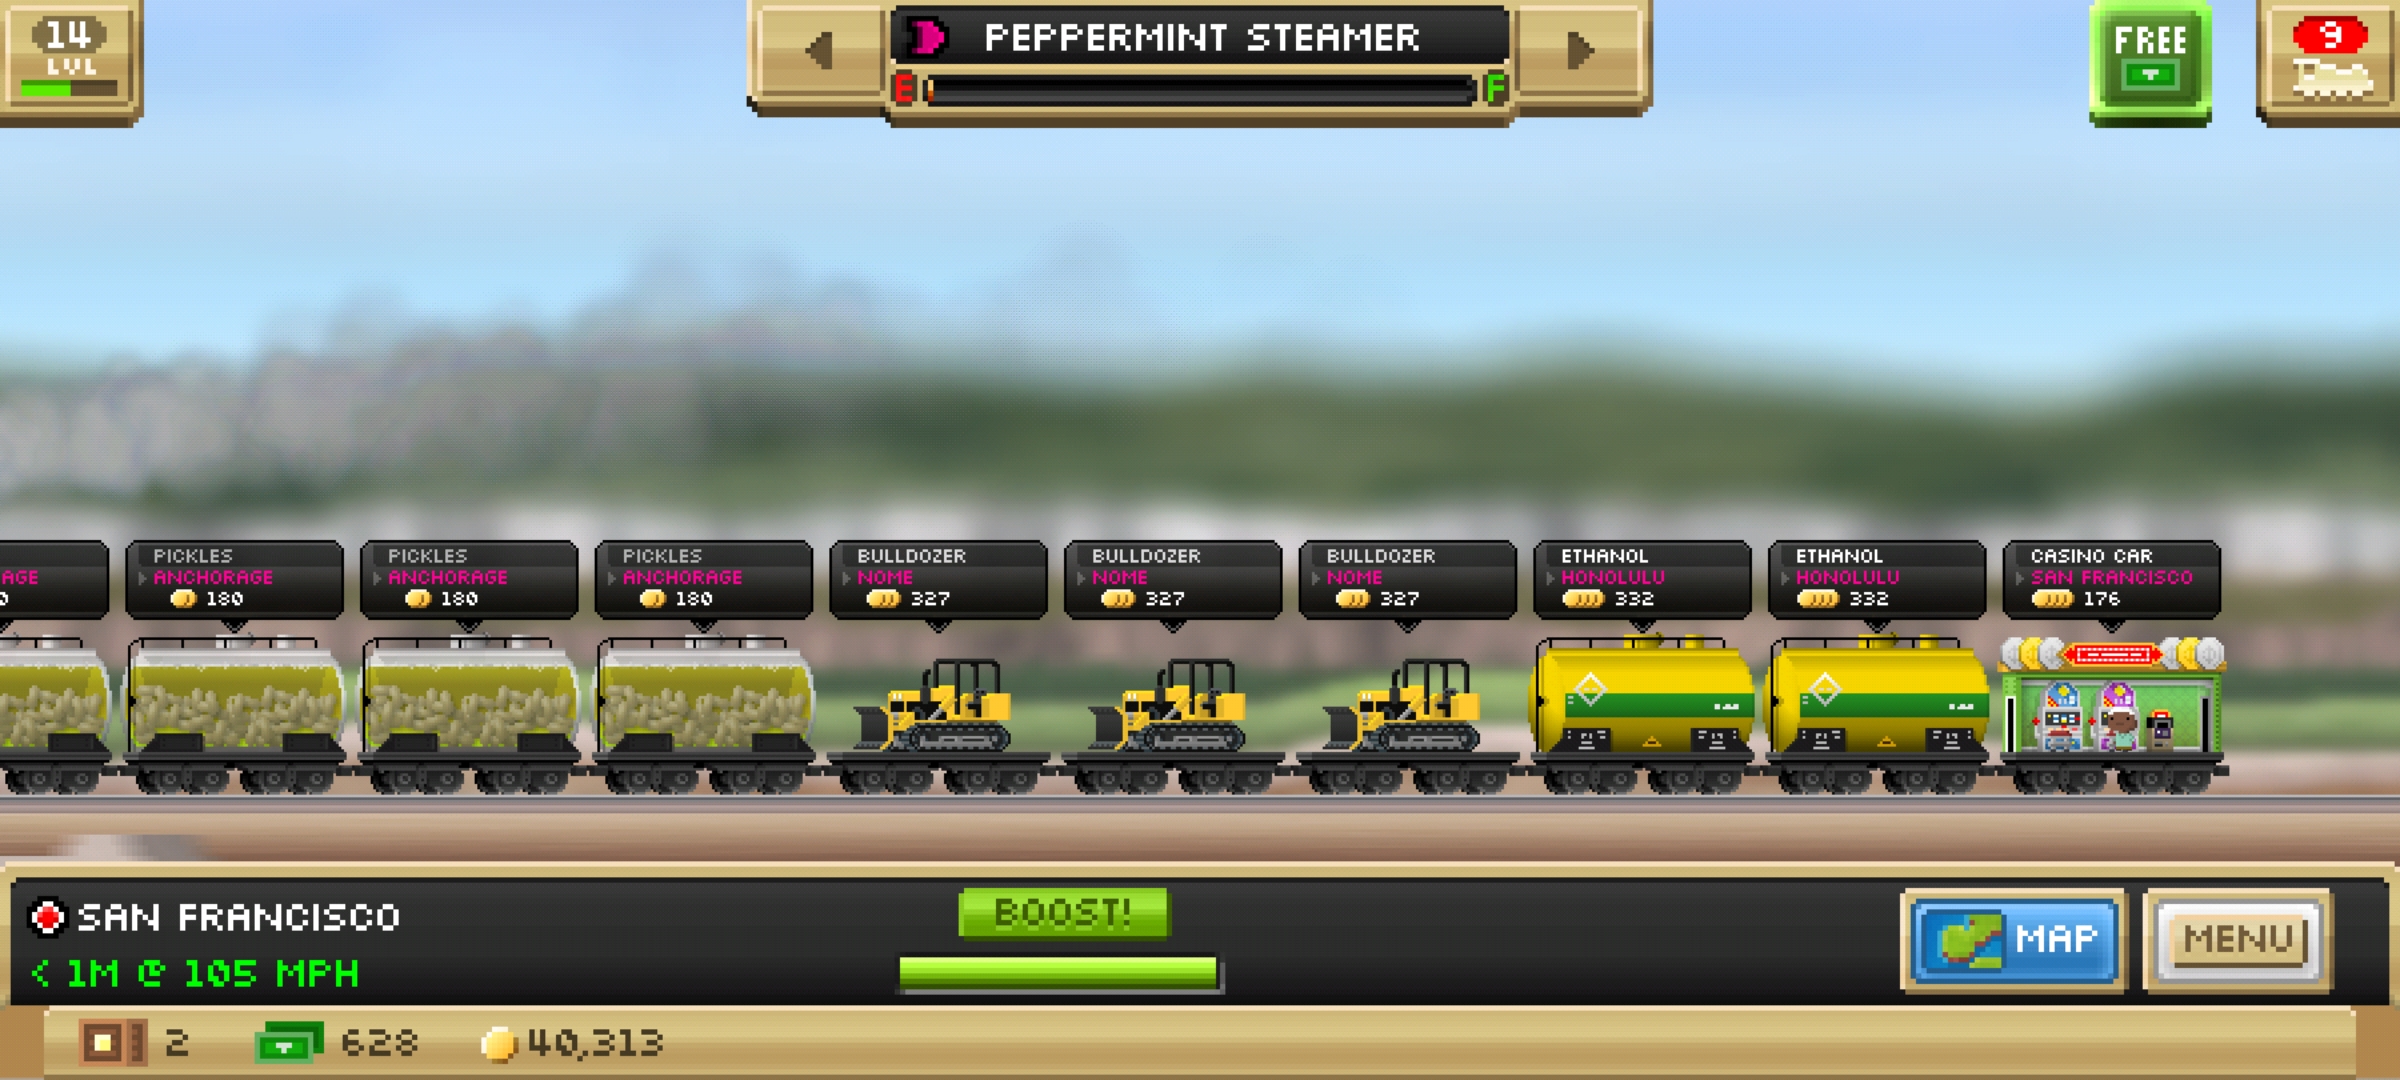 14
LVL
PEPPERMINT STEAMER
E F
FREE
9
AGE
0
PICKLES
ANCHORAGE
180
PICKLES
ANCHORAGE
180
PICKLES
ANCHORAGE
180
BULLDOZER
NOME
327
BULLDOZER
NOME
327
BULLDOZER
NOME
327
ETHANOL
HONOLULU
332
ETHANOL
HONOLULU
332
CASINO CAR
SAN FRANCISCO
176
SAN FRANCISCO
< 1M @ 105 MPH
BOOST!
MAP
MENU
2
628
40,313